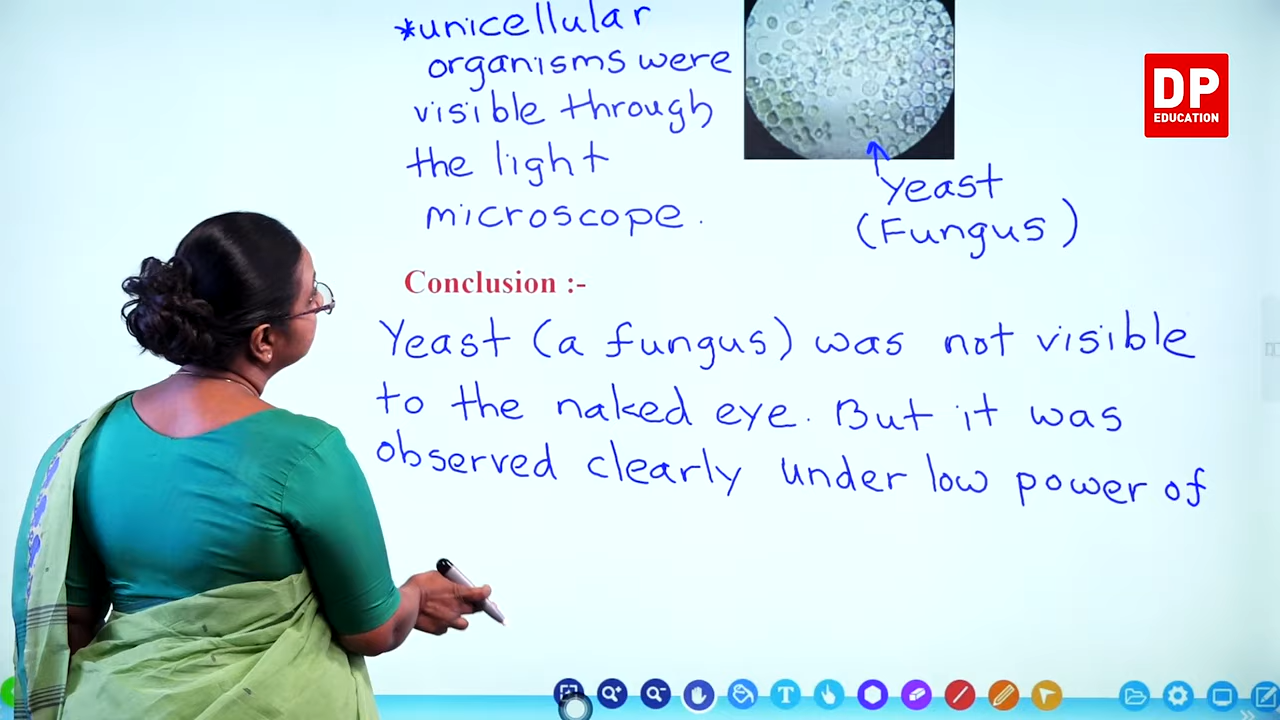 *unicellular
organisms were
visible through
the light
microscope.
Yeast
(Fungus)
DP
EDUCATION
Conclusion :-
Yeast (a fungus) was not visible
to the naked eye. But it was
observed clearly under low power of
T